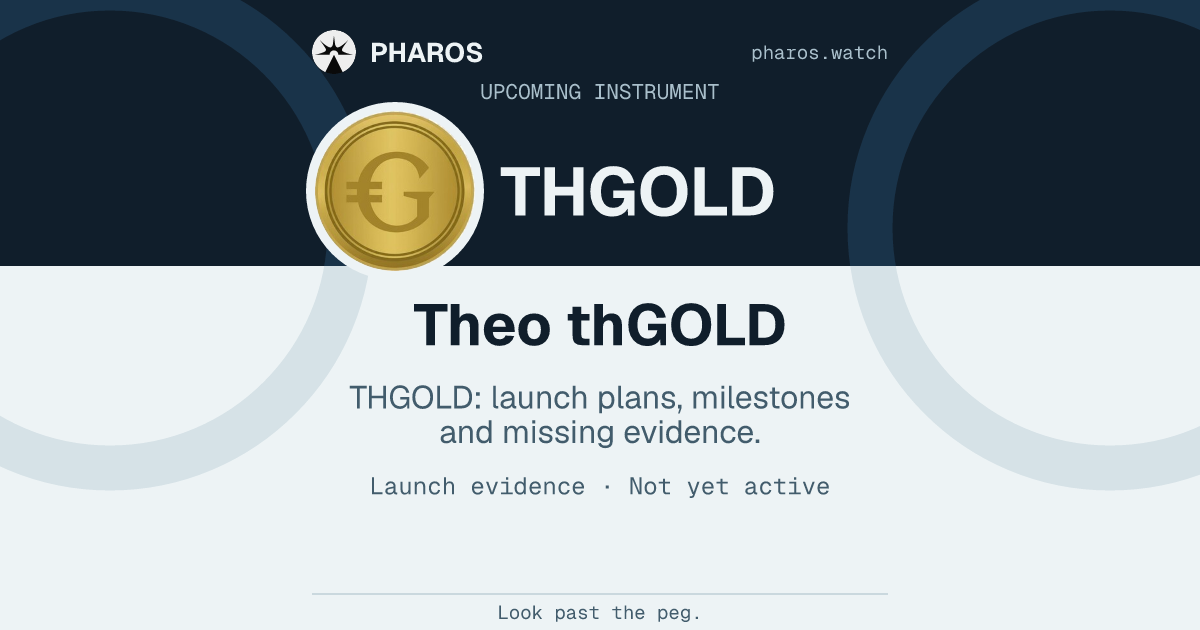 PHAROS
pharos.watch
UPCOMING INSTRUMENT
€G
THGOLD
Theo thGOLD
THGOLD: launch plans, milestones
and missing evidence.
Launch evidence · Not yet active
Look past the peg.